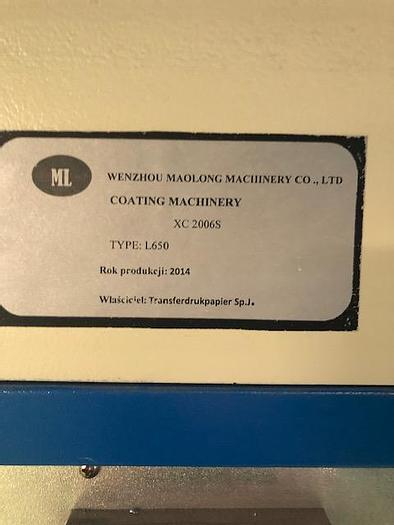 ML
WENZHOU MAOLONG MACHINERY CO., LTD
COATING MACHINERY
XC 2006S
TYPE: L650
Rok produkcji: 2014
Właściciel: Transferdrukpapier Sp.J.